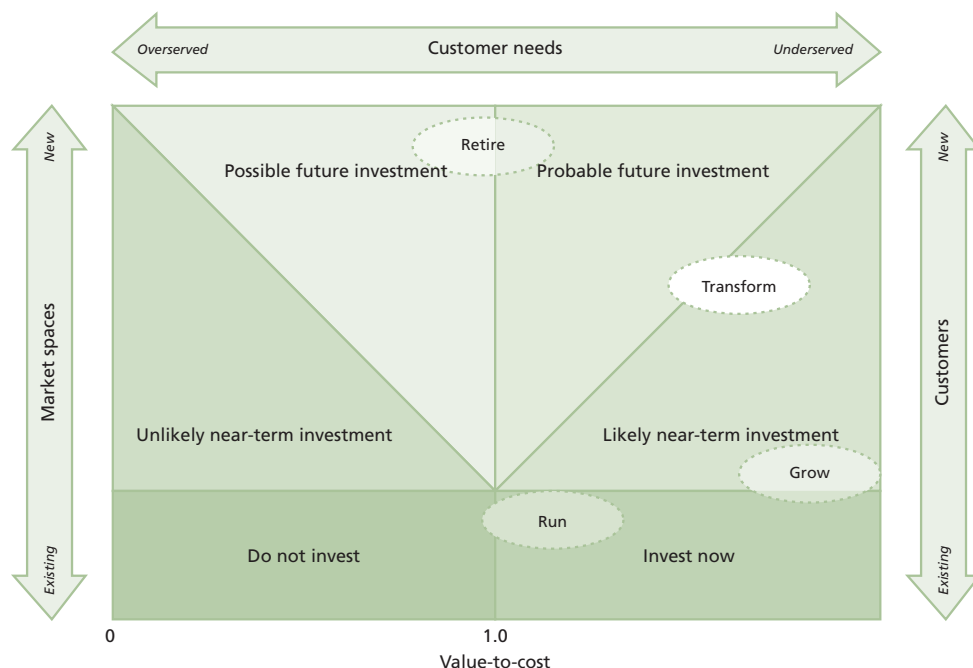 Overserved
Customer needs
Underserved
New
Market spaces
Existing
New
Customers
Existing
Retire
Possible future investment
Probable future investment
Transform
Unlikely near-term investment
Likely near-term investment
Grow
Run
Do not invest
Invest now
0
1.0
Value-to-cost